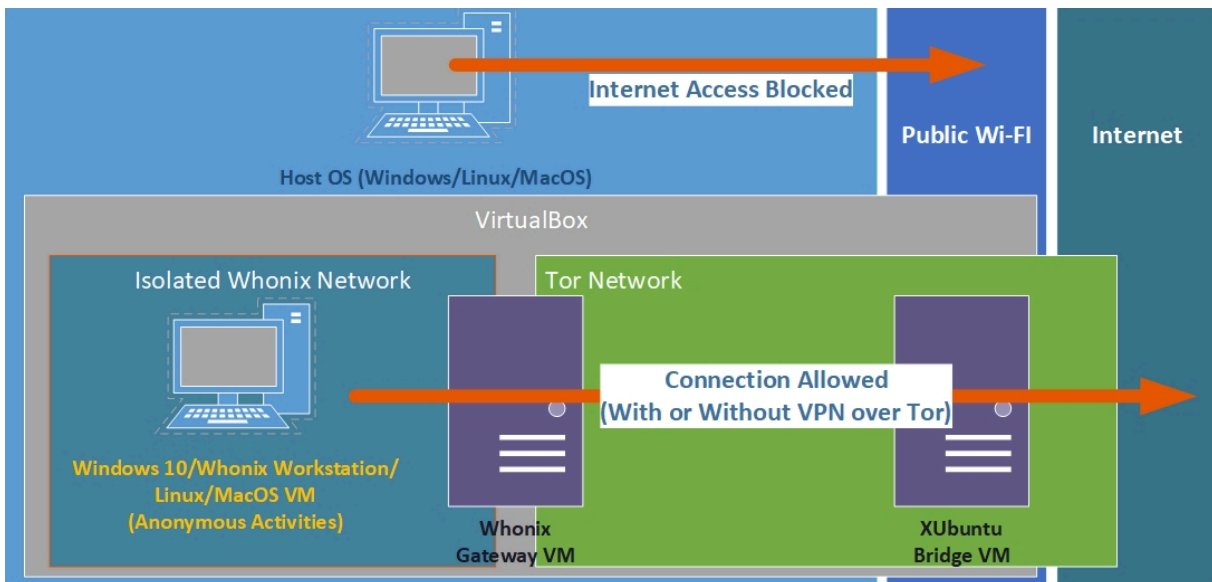 Internet Access Blocked
Public Wi-FI
Internet
Host OS (Windows/Linux/MacOS)
VirtualBox
Isolated Whonix Network
Tor Network
Connection Allowed
(With or Without VPN over Tor)
Windows 10/Whonix Workstation/
Linux/MacOS VM
(Anonymous Activities)
Whonix
Gateway VM
XUbuntu
Bridge VM